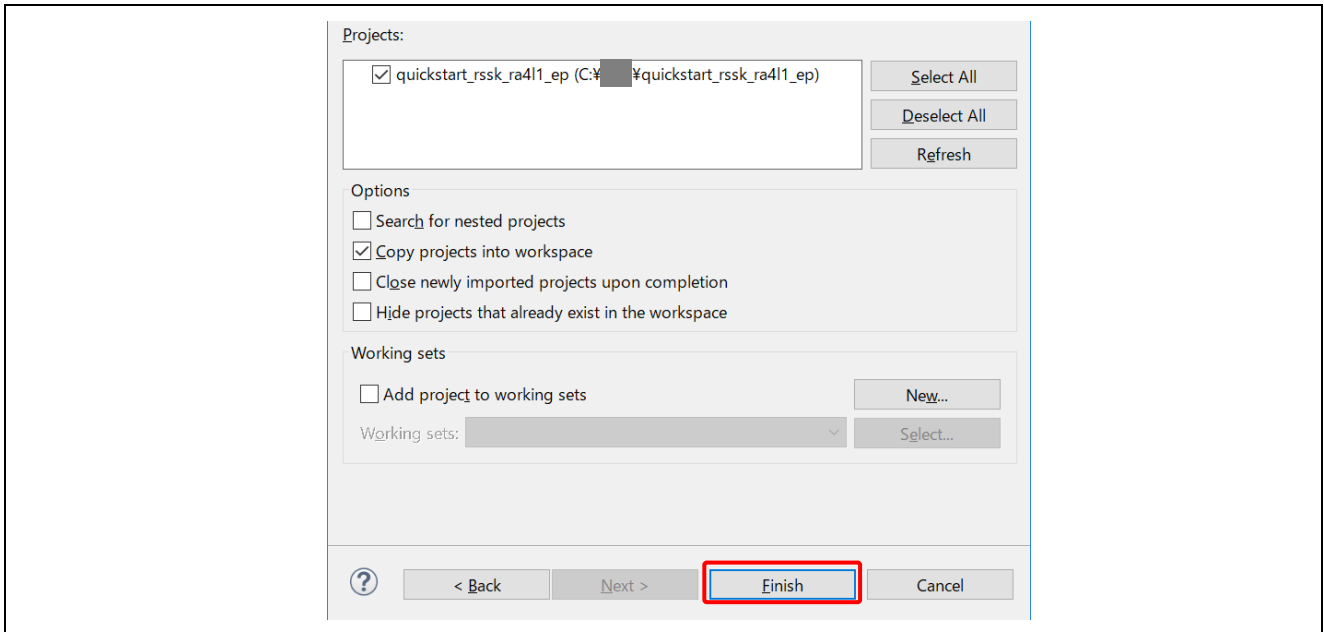 Projects:
quickstart_rssk_ra4l1_ep (C:¥ ¥quickstart_rssk_ra4l1_ep)
Select All
Deselect All
Refresh
Options
Search for nested projects
Copy projects into workspace
Close newly imported projects upon completion
Hide projects that already exist in the workspace
Working sets
Add project to working sets
New...
Working sets:
Select...
?
< Back
Next >
Finish
Cancel